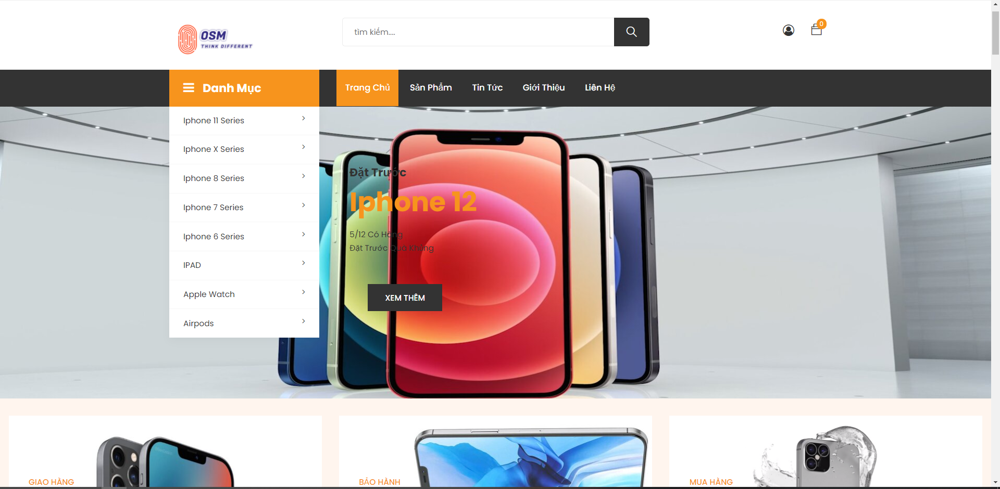 OSM
THINK DIFFERENT
tìm kiếm....
0
Danh Mục
Trang Chủ
Sản Phẩm
Tin Tức
Giới Thiệu
Liên Hệ
Iphone 11 Series
Iphone X Series
Iphone 8 Series
Iphone 7 Series
Iphone 6 Series
IPAD
Apple Watch
Airpods
Đặt Trước
Iphone 12
5/12 Có Hàng
Đặt Trước Quà Khủng
XEM THÊM
GIAO HÀNG
BẢO HÀNH
MUA HÀNG